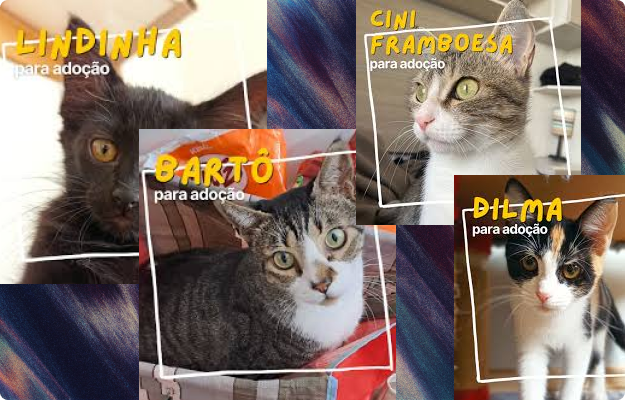 LINDINHA
para adoção
BARTÔ
para adoção
CINI
FRAMBOESA
para adoção
DILMA
para adoção